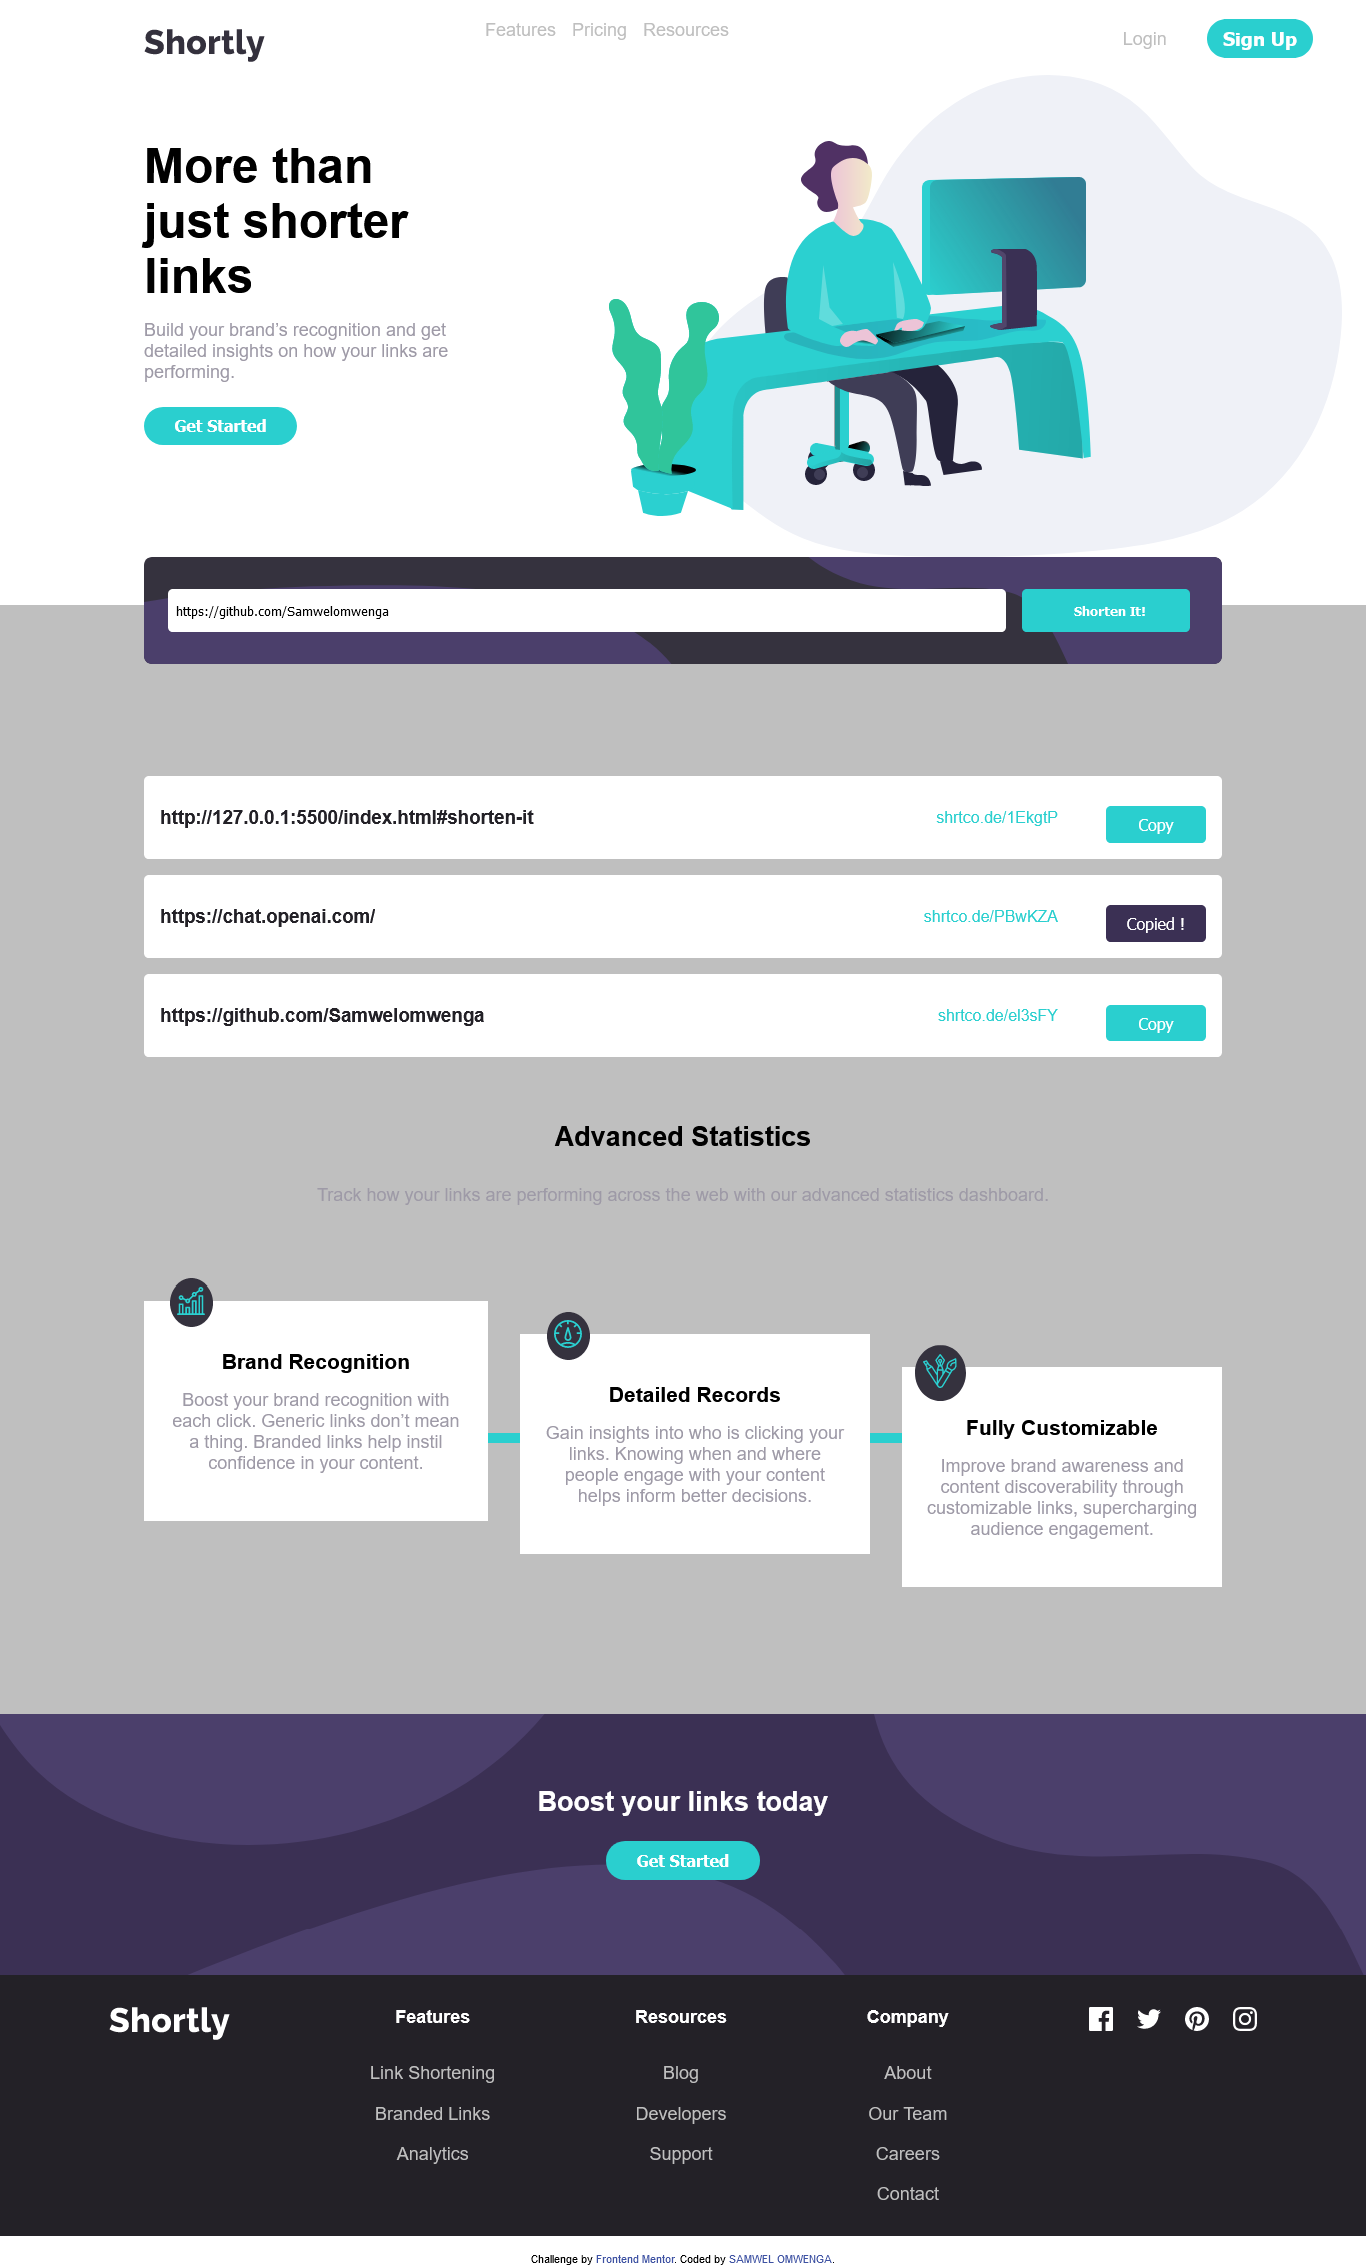 Shortly
Features Pricing Resources
Login
Sign Up
More than
just shorter
links
Build your brand’s recognition and get
detailed insights on how your links are
performing.
Get Started
https://github.com/Samwelomwenga
Shorten It!
http://127.0.0.1:5500/index.html#shorten-it
shrtco.de/1EkgtP
Copy
https://chat.openai.com/
shrtco.de/PBwKZA
Copied !
https://github.com/Samwelomwenga
shrtco.de/el3sFY
Copy
Advanced Statistics
Track how your links are performing across the web with our advanced statistics dashboard.
Brand Recognition
Boost your brand recognition with
each click. Generic links don’t mean
a thing. Branded links help instil
confidence in your content.
Detailed Records
Gain insights into who is clicking your
links. Knowing when and where
people engage with your content
helps inform better decisions.
Fully Customizable
Improve brand awareness and
content discoverability through
customizable links, supercharging
audience engagement.
Boost your links today
Get Started
Shortly
Features
Link Shortening
Branded Links
Analytics
Resources
Blog
Developers
Support
Company
About
Our Team
Careers
Contact
Challenge by Frontend Mentor. Coded by SAMWEL OMWENGA.